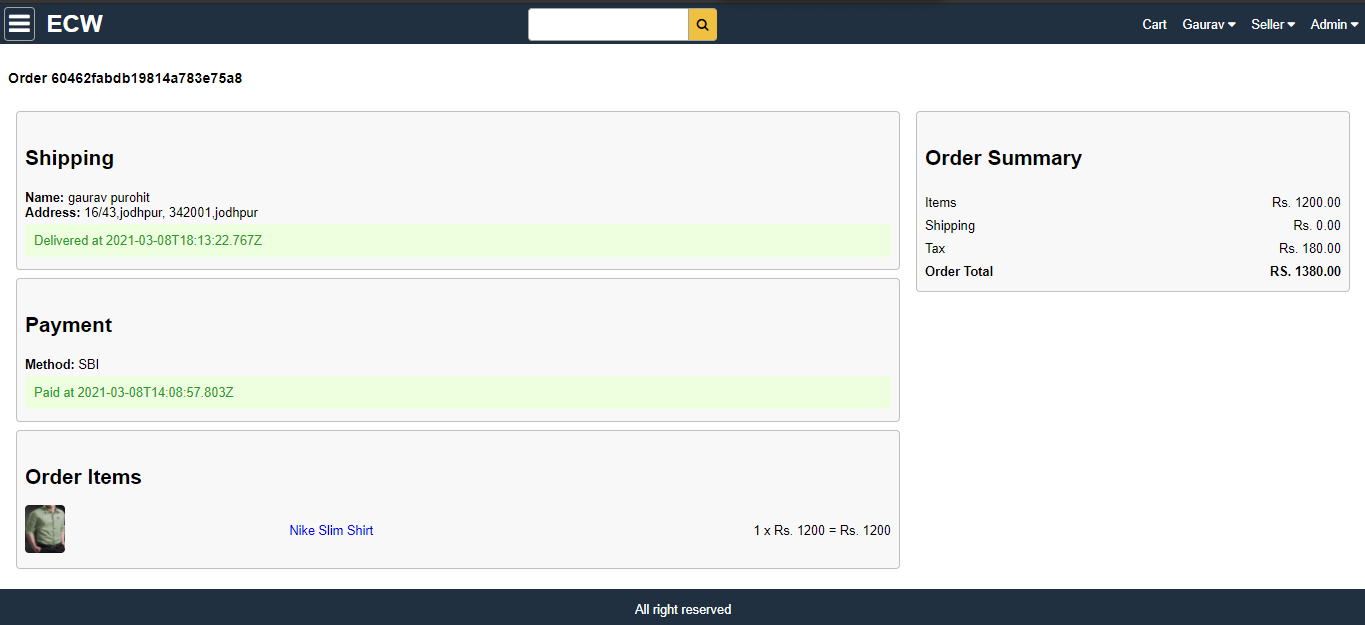 ECW
Cart Gaurav Seller Admin
Order 60462fabdb19814a783e75a8
Shipping
Name: gaurav purohit
Address: 16/43,jodhpur, 342001,jodhpur
Delivered at 2021-03-08T18:13:22.767Z
Payment
Method: SBI
Paid at 2021-03-08T14:08:57.803Z
Order Items
Nike Slim Shirt 1 x Rs. 1200 = Rs. 1200
Order Summary
Items Rs. 1200.00
Shipping Rs. 0.00
Tax Rs. 180.00
Order Total RS. 1380.00
All right reserved